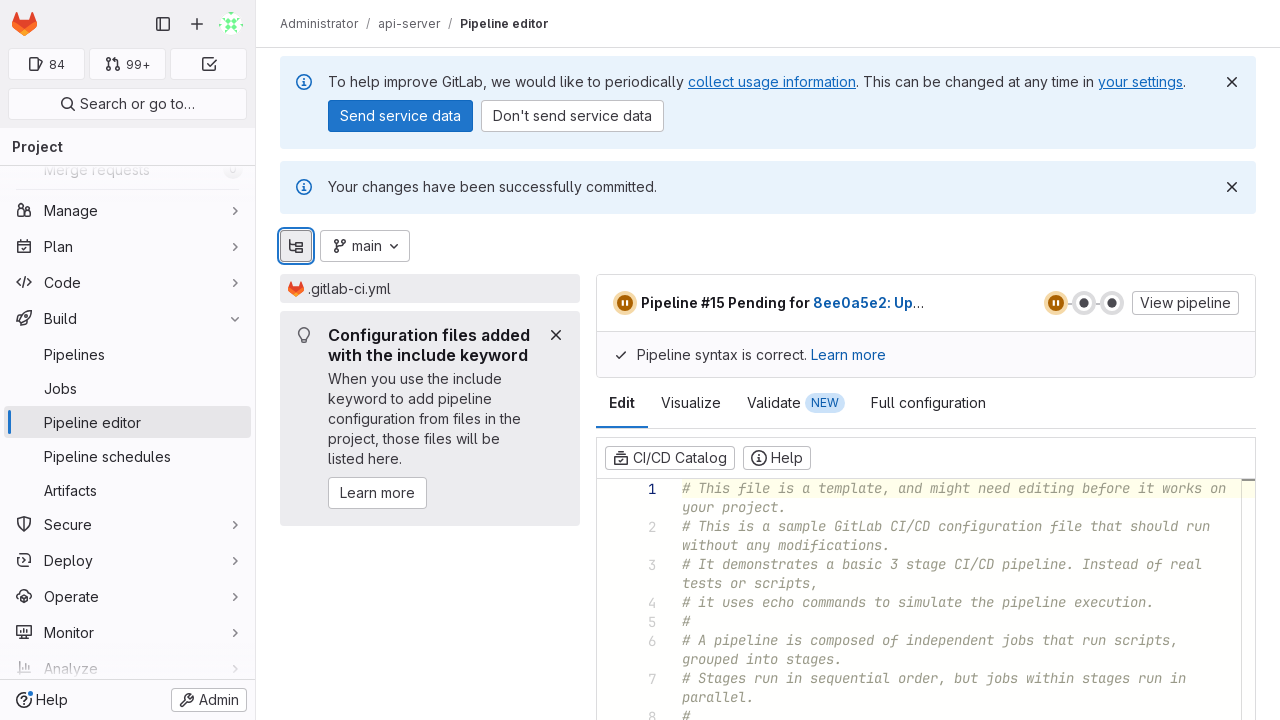 Administrator / api-server / Pipeline editor
84
99+
Search or go to…
Project
Merge requests
Manage
Plan
Code
Build
Pipelines
Jobs
Pipeline editor
Pipeline schedules
Artifacts
Secure
Deploy
Operate
Monitor
Analyze
Help
Admin
To help improve GitLab, we would like to periodically collect usage information. This can be changed at any time in your settings.
Send service data
Don't send service data
Your changes have been successfully committed.
main
.gitlab-ci.yml
Configuration files added
with the include keyword
When you use the include
keyword to add pipeline
configuration from files in the
project, those files will be
listed here.
Learn more
Pipeline #15 Pending for 8ee0a5e2: Up…
View pipeline
Pipeline syntax is correct. Learn more
Edit
Visualize
Validate NEW
Full configuration
CI/CD Catalog
Help
1 # This file is a template, and might need editing before it works on
your project.
2 # This is a sample GitLab CI/CD configuration file that should run
without any modifications.
3 # It demonstrates a basic 3 stage CI/CD pipeline. Instead of real
tests or scripts,
4 # it uses echo commands to simulate the pipeline execution.
5 #
6 # A pipeline is composed of independent jobs that run scripts,
grouped into stages.
7 # Stages run in sequential order, but jobs within stages run in
parallel.
8 #